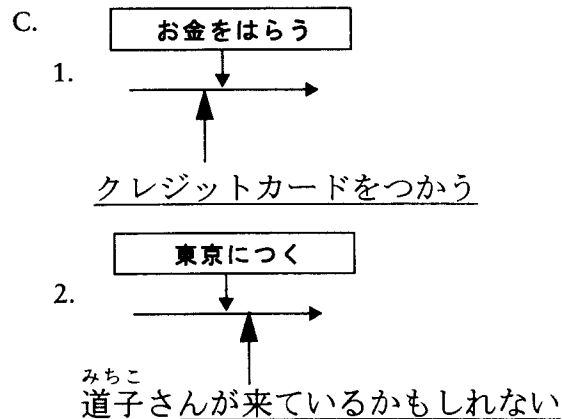 C.
お金をはらう
1.
クレジットカードをつかう
東京につく
2.
みちこ
道子さんが来ているかもしれない